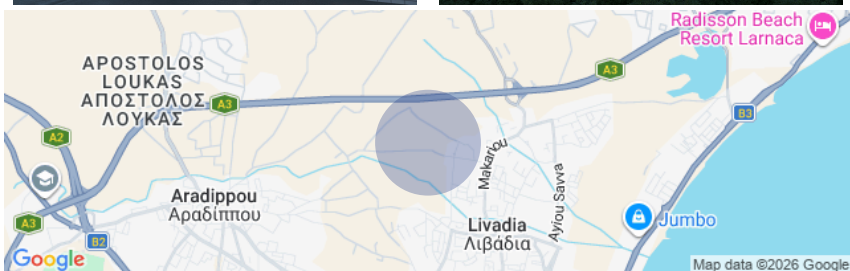 Radisson Beach
Resort Larnaca
APOSTOLOS
LOUKAS
ΑΠΟΣΤΟΛΟΣ
ΛΟΥΚΑΣ
A3
A3
B3
A2
Makariou
Ayiou Savva
Aradippou
Αραδίππου
A3
B2
Livadia
Λιβάδια
Jumbo
Google
Map data ©2026 Google